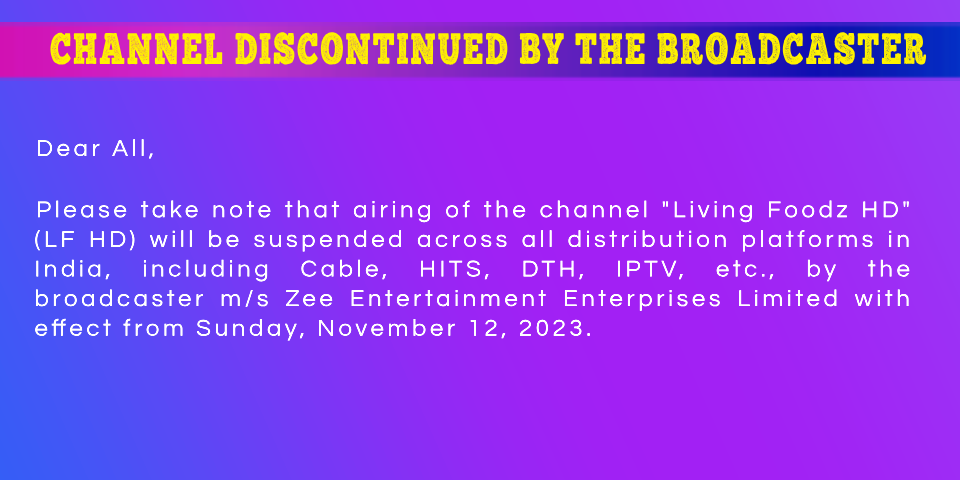 CHANNEL DISCONTINUED BY THE BROADCASTER
Dear All,
Please take note that airing of the channel "Living Foodz HD"
(LF HD) will be suspended across all distribution platforms in
India, including Cable, HITS, DTH, IPTV, etc., by the
broadcaster m/s Zee Entertainment Enterprises Limited with
effect from Sunday, November 12, 2023.